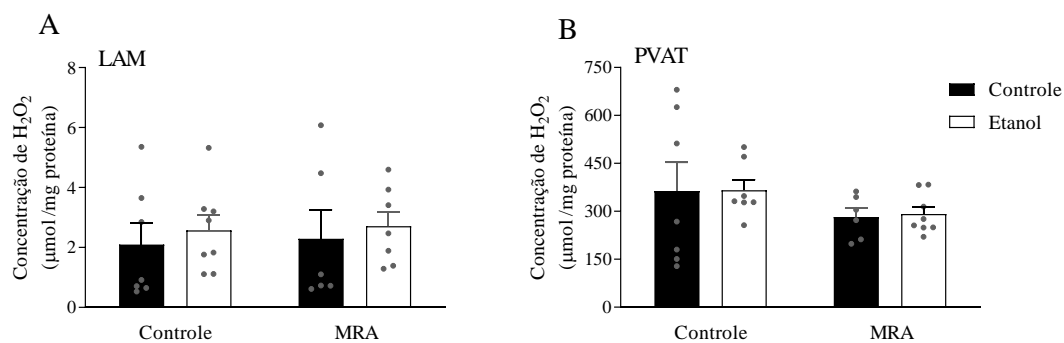 A
LAM
Concentração de H₂O₂
(μmol /mg proteína)
8
6
4
2
0
Controle
MRA
B
PVAT
Concentração de H₂O₂
(μmol /mg proteína)
750
600
450
300
150
0
Controle
MRA
Controle
Etanol